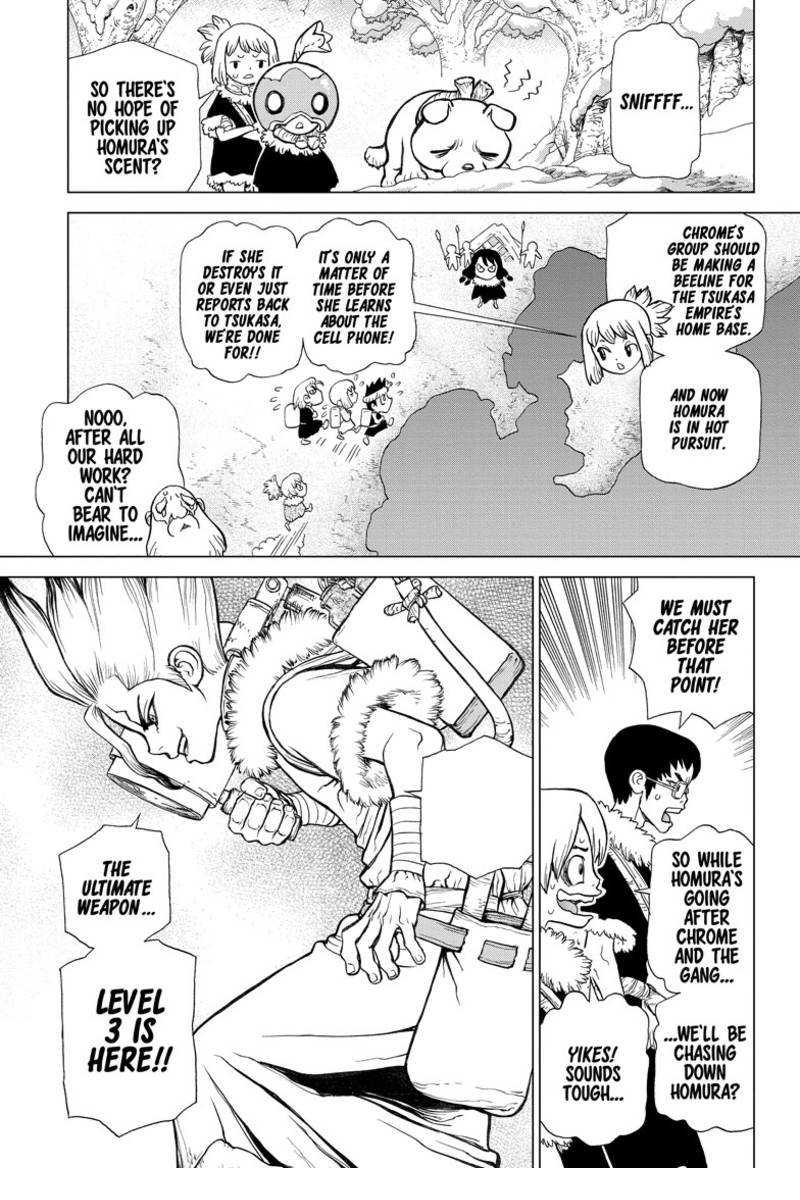 SNIFFFF...
SO THERE'S
NO HOPE OF
PICKING UP
HOMURA'S
SCENT?
CHROME'S
GROUP SHOULD
BE MAKING A
BEELINE FOR
THE TSUKASA
EMPIRE'S
HOME BASE.
AND NOW
HOMURA
IS IN HOT
PURSUIT.
IT'S ONLY A
MATTER OF
TIME BEFORE
SHE LEARNS
ABOUT THE
CELL PHONE!
IF SHE
DESTROYS IT
OR EVEN JUST
REPORTS BACK
TO TSUKASA,
WE'RE DONE
FOR!!
NOOO,
AFTER ALL
OUR HARD
WORK?
CAN'T
BEAR TO
IMAGINE...
WE MUST
CATCH HER
BEFORE
THAT
POINT!
SO WHILE
HOMURA'S
GOING
AFTER
CHROME
AND THE
GANG...
...WE'LL BE
CHASING
DOWN
HOMURA?
YIKES!
SOUNDS
TOUGH...
THE
ULTIMATE
WEAPON...
LEVEL
3 IS
HERE!!